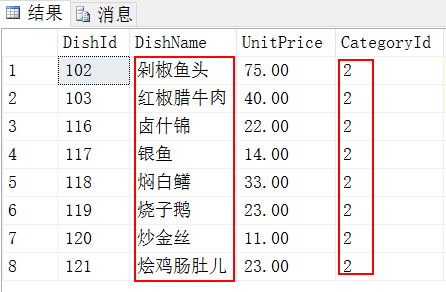 结果 消息
DishId DishName UnitPrice CategoryId
1 102 剁椒鱼头 75.00 2
2 103 红椒腊牛肉 40.00 2
3 116 卤什锦 22.00 2
4 117 银鱼 14.00 2
5 118 焖白鳝 33.00 2
6 119 烧子鹅 23.00 2
7 120 炒金丝 11.00 2
8 121 烩鸡肠肚儿 23.00 2